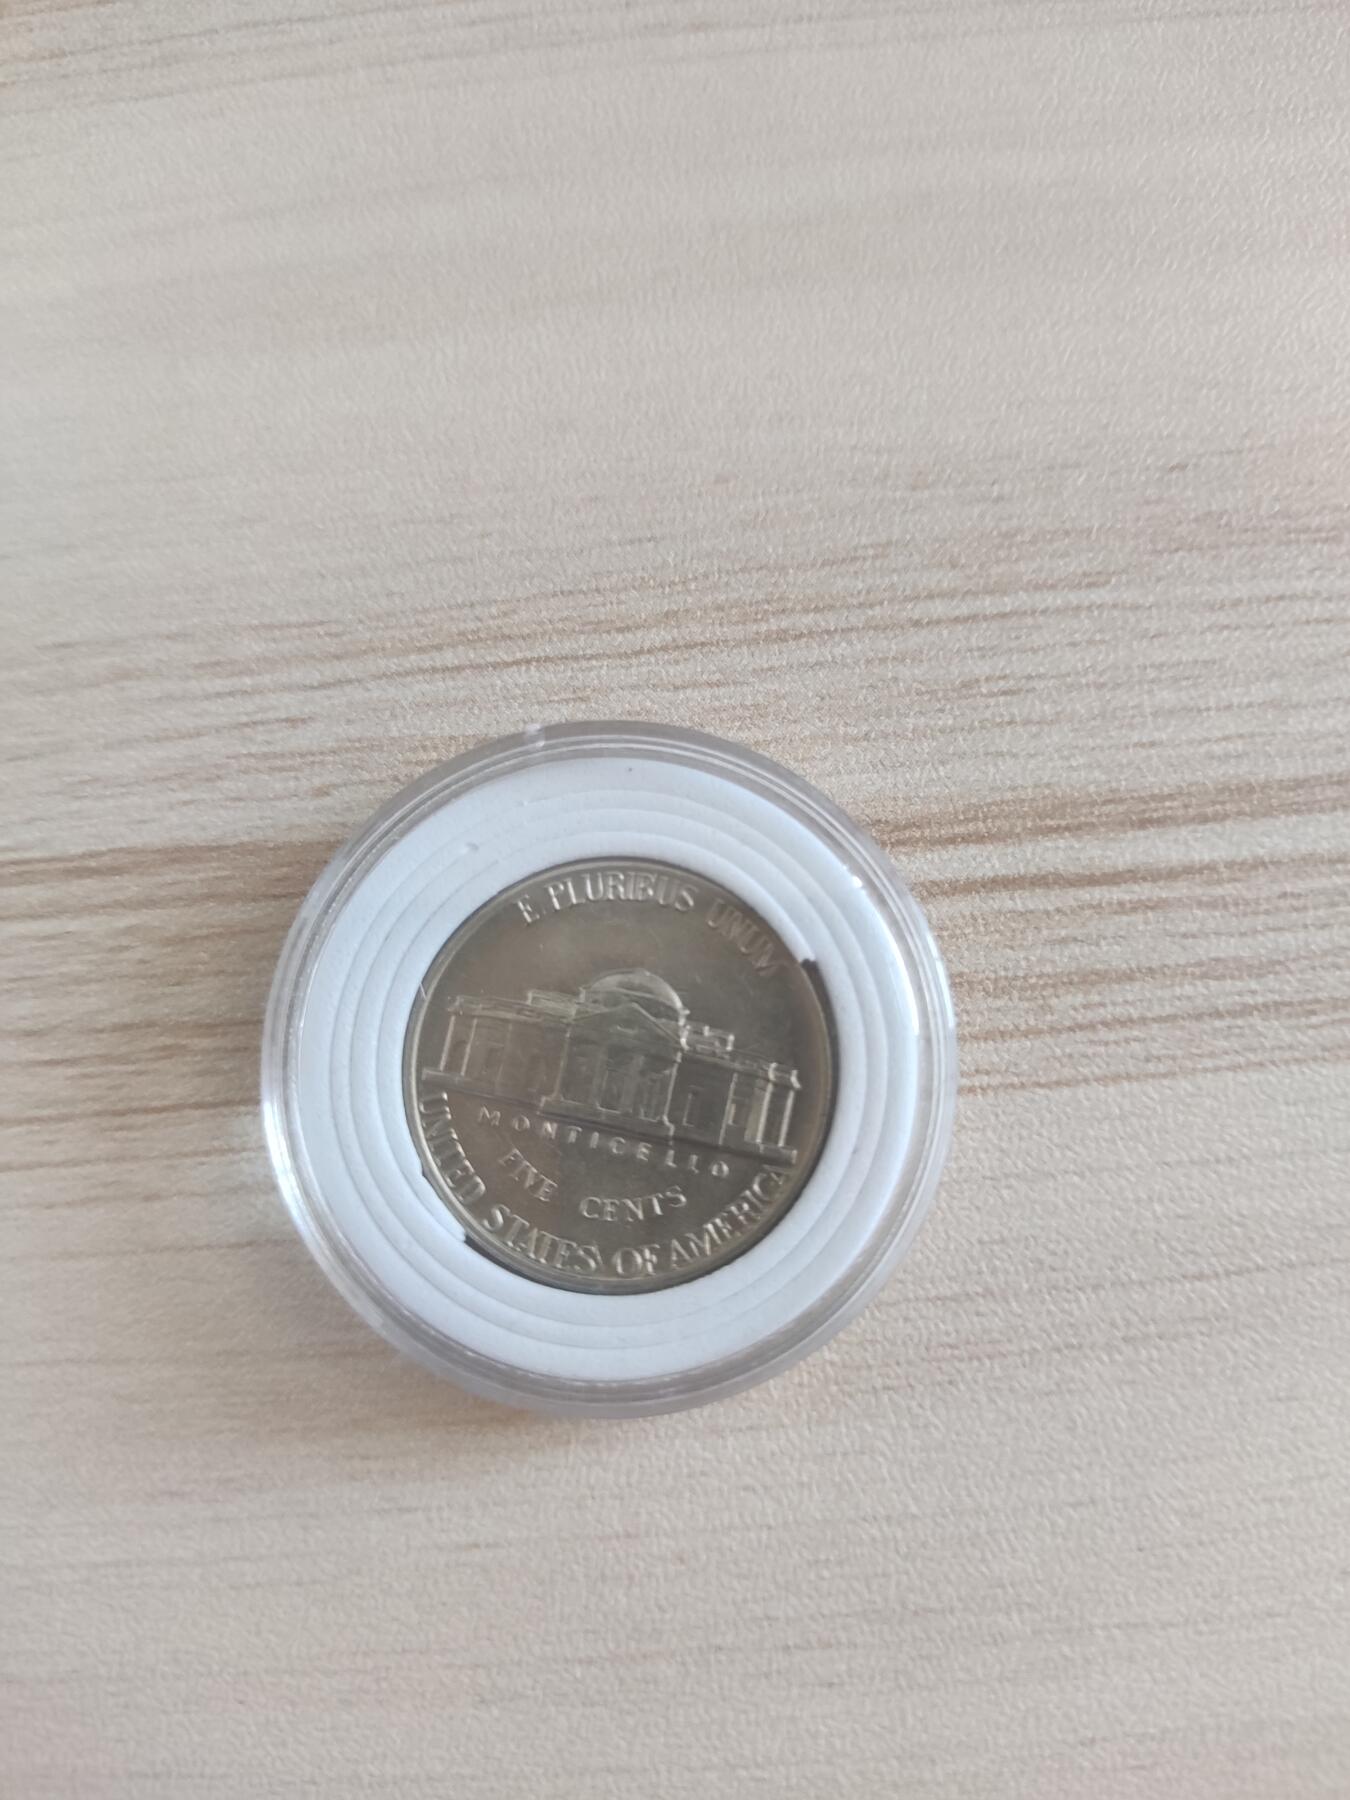 E PLURIBUS UNUM
MONTICELLO
FIVE CENTS
UNITED STATES OF AMERICA